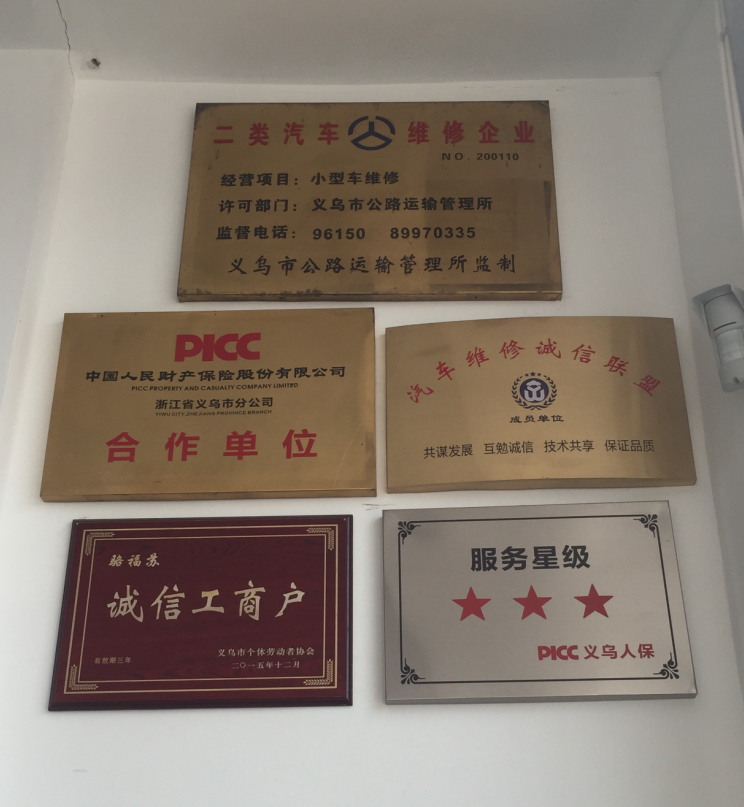 二类汽车维修企业
NO. 200110
经营项目：小型车维修
许可部门：义乌市公路运输管理所
监督电话：96150 89970335
义乌市公路运输管理所监制
PICC
中国人民财产保险股份有限公司
PICC PROPERTY AND CASUALTY COMPANY LIMITED
浙江省义乌市分公司
YIWU CITY ZHEJIANG PROVINCE BRANCH
合作单位
汽车维修诚信联盟
成员单位
共谋发展 互勉诚信 技术共享 保证品质
骆福苏
诚信工商户
有效期三年
义乌市个体劳动者协会
二〇一五年十二月
服务星级
PICC 义乌人保